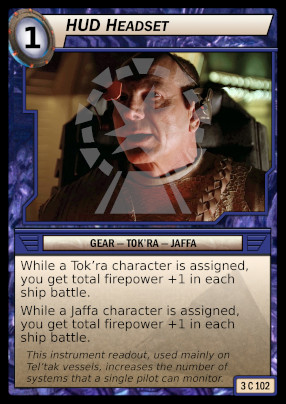 1
HUD HEADSET
GEAR – TOK'RA – JAFFA
While a Tok'ra character is assigned,
you get total firepower +1 in each
ship battle.
While a Jaffa character is assigned,
you get total firepower +1 in each
ship battle.
This instrument readout, used mainly on
Tel'tak vessels, increases the number of
systems that a single pilot can monitor.
3 C 102